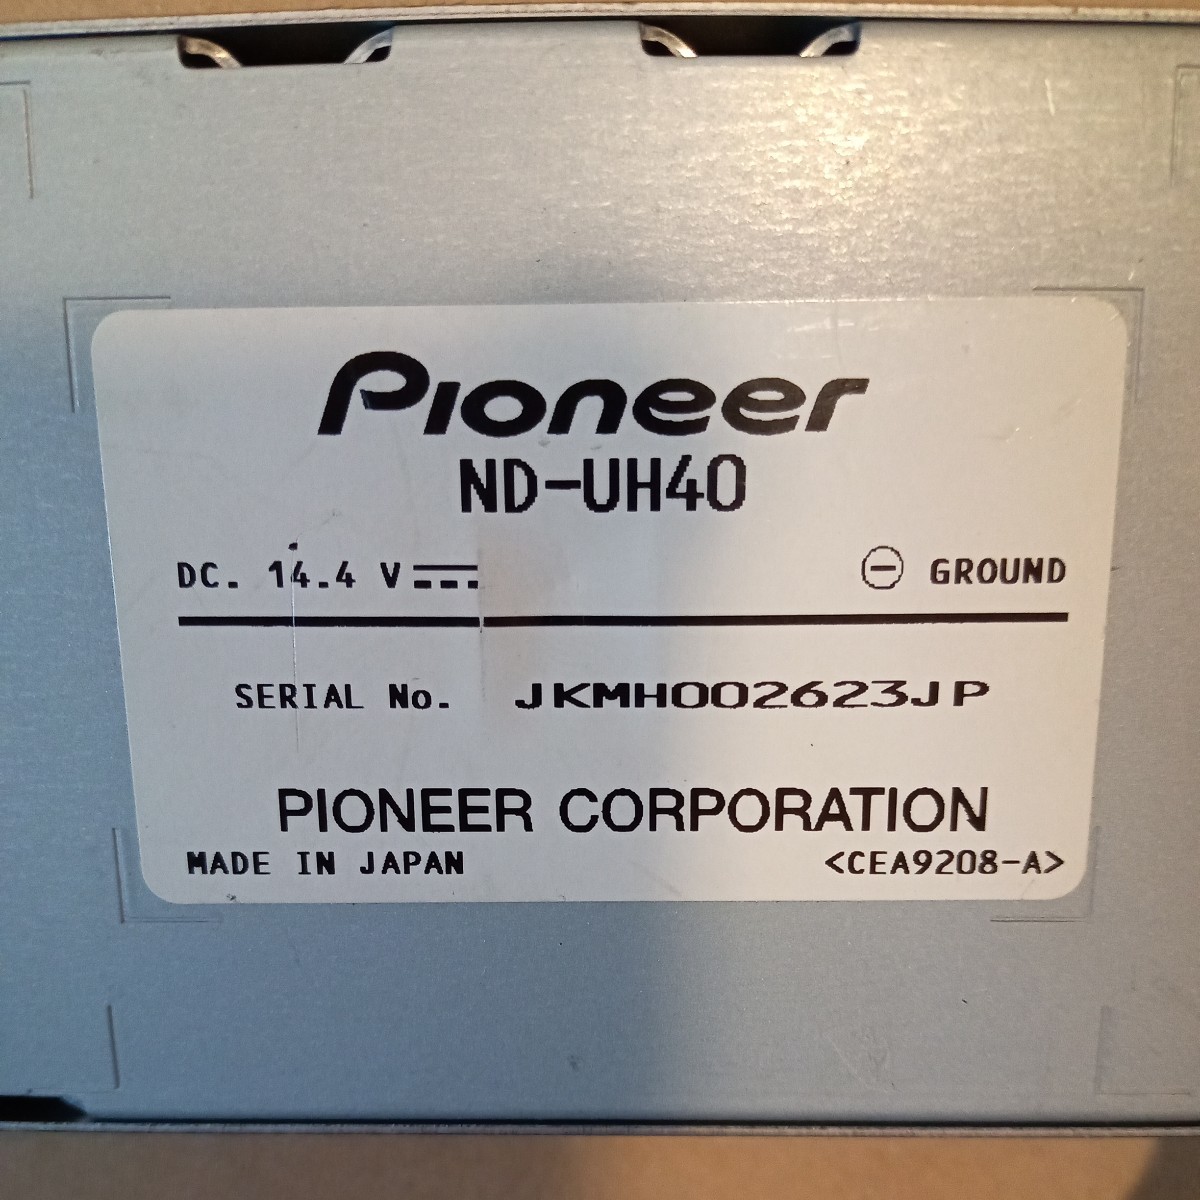 Pioneer
ND-UH40
DC. 14.4 V ⎓ ⊖ GROUND
SERIAL No. JKMH002623JP
PIONEER CORPORATION
MADE IN JAPAN <CEA9208-A>